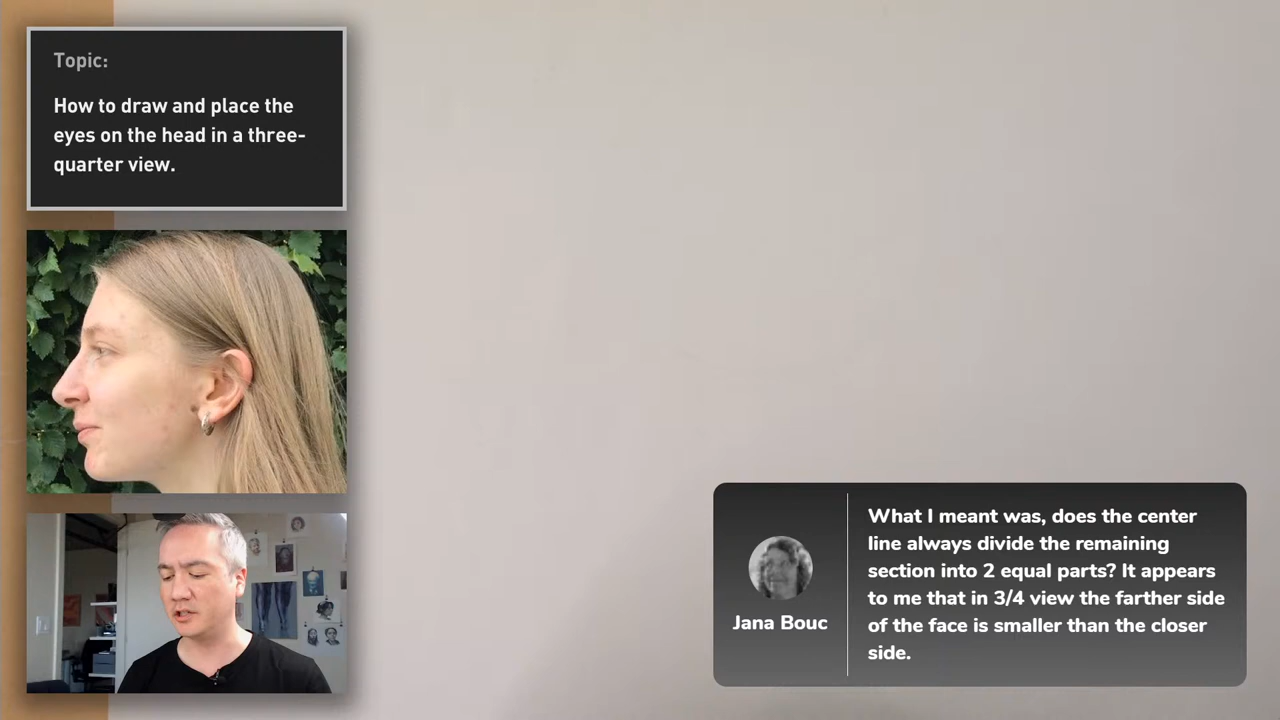 Topic:
How to draw and place the
eyes on the head in a three-
quarter view.
What I meant was, does the center
line always divide the remaining
section into 2 equal parts? It appears
to me that in 3/4 view the farther side
of the face is smaller than the closer
side.
Jana Bouc